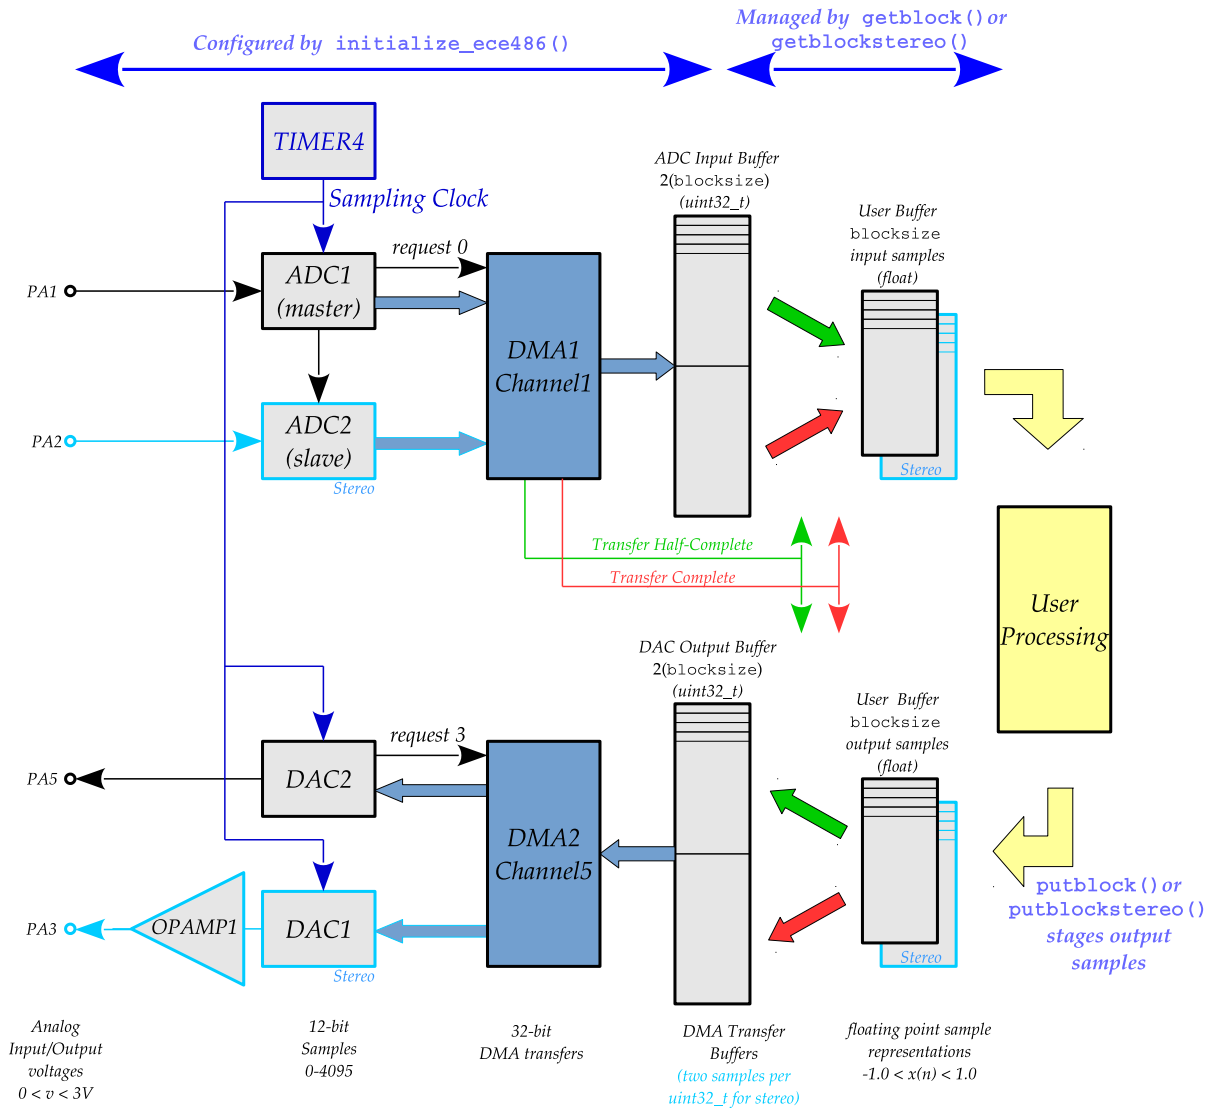 Configured by initialize_ece486()
Managed by getblock() or
getblockstereo()
TIMER4
Sampling Clock
ADC Input Buffer
2(blocksize)
(uint32_t)
User Buffer
blocksize
input samples
(float)
request 0
PA1
ADC1
(master)
DMA1
Channel1
PA2
ADC2
(slave)
Stereo
Stereo
Transfer Half-Complete
Transfer Complete
User
Processing
DAC Output Buffer
2(blocksize)
(uint32_t)
User Buffer
blocksize
output samples
(float)
request 3
PA5
DAC2
DMA2
Channel5
PA3
OPAMP1
DAC1
Stereo
Stereo
putblock() or
putblockstereo()
stages output
samples
Analog
Input/Output
voltages
0 < v < 3V
12-bit
Samples
0-4095
32-bit
DMA transfers
DMA Transfer
Buffers
(two samples per
uint32_t for stereo)
floating point sample
representations
-1.0 < x(n) < 1.0